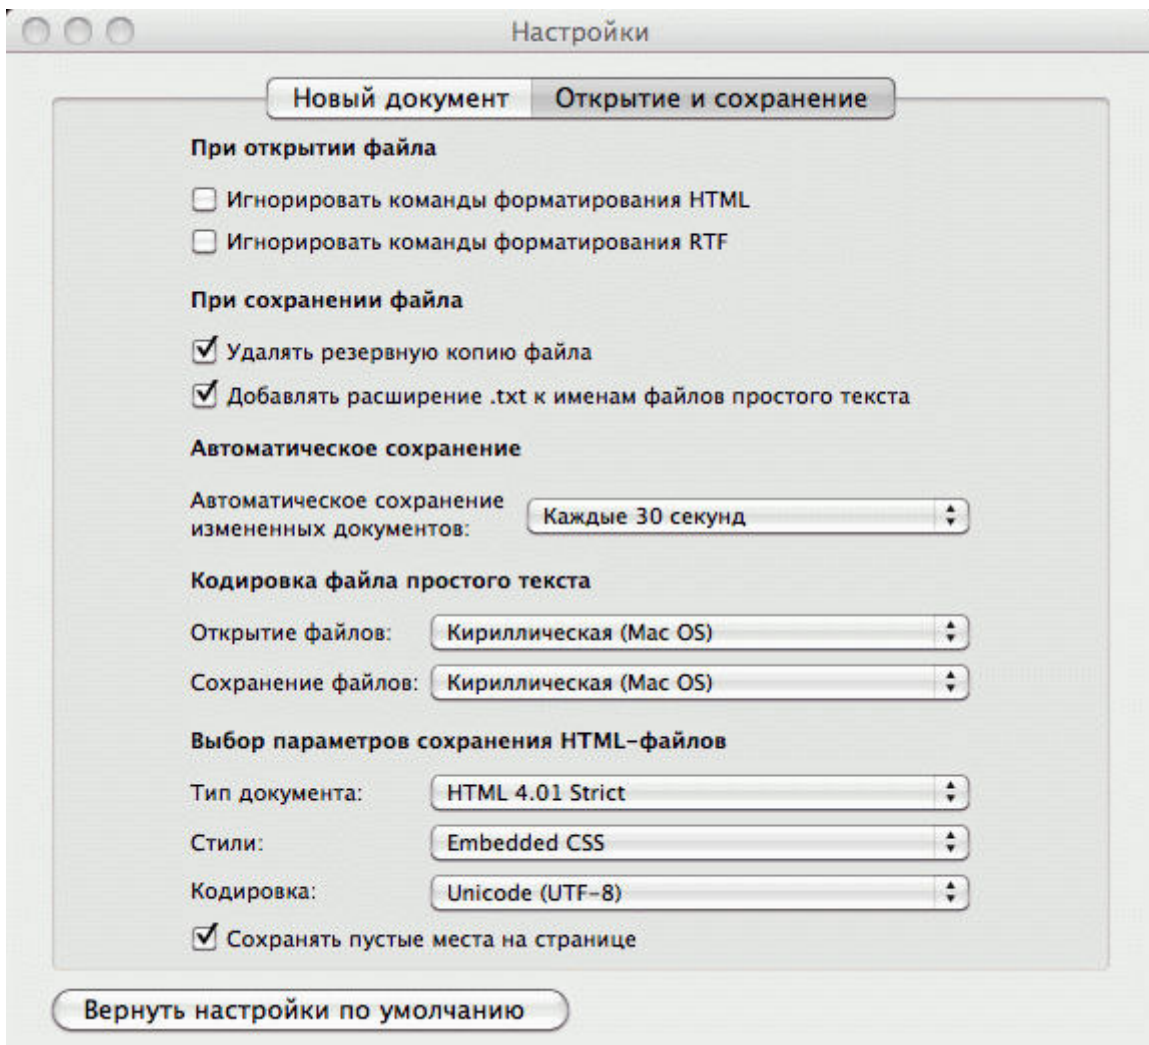 Настройки
Новый документ Открытие и сохранение
При открытии файла
Игнорировать команды форматирования HTML
Игнорировать команды форматирования RTF
При сохранении файла
Удалять резервную копию файла
Добавлять расширение .txt к именам файлов простого текста
Автоматическое сохранение
Автоматическое сохранение
измененных документов: Каждые 30 секунд
Кодировка файла простого текста
Открытие файлов: Кириллическая (Mac OS)
Сохранение файлов: Кириллическая (Mac OS)
Выбор параметров сохранения HTML-файлов
Тип документа: HTML 4.01 Strict
Стили: Embedded CSS
Кодировка: Unicode (UTF-8)
Сохранять пустые места на странице
Вернуть настройки по умолчанию